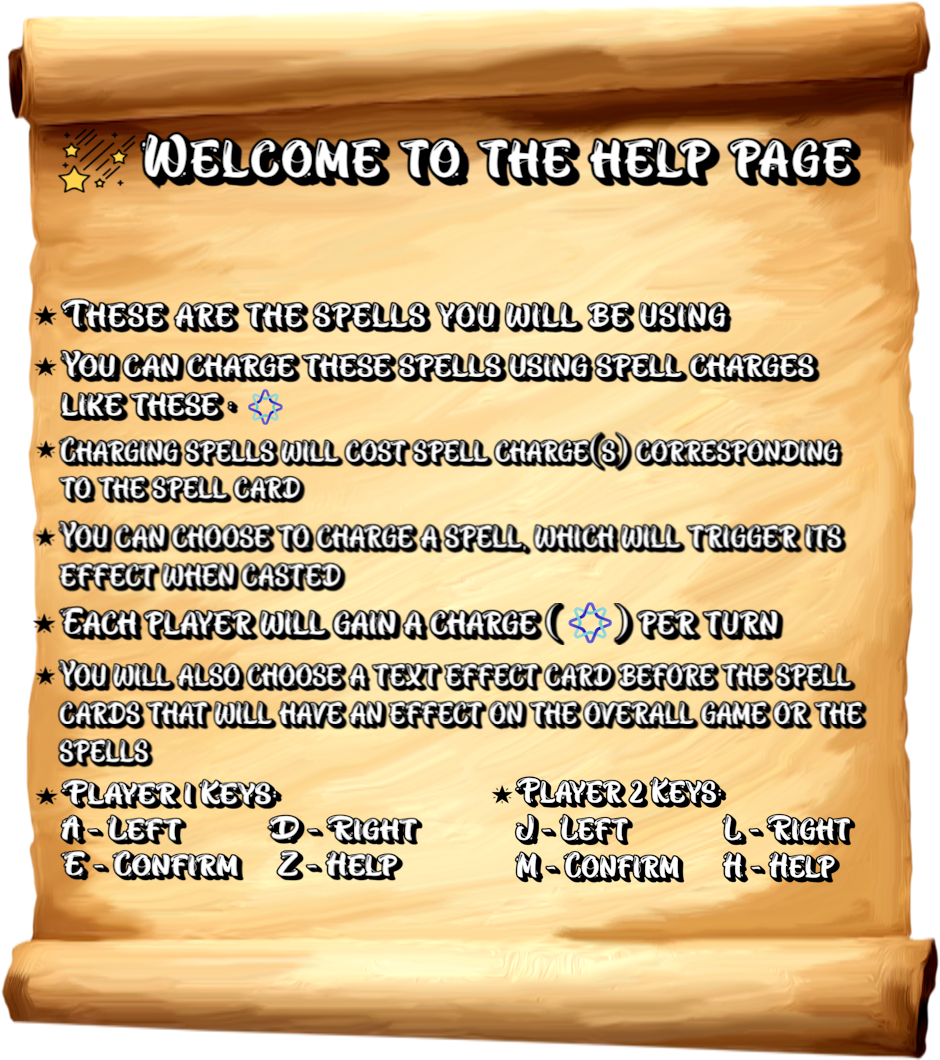 Welcome to the help page
These are the spells you will be using
You can charge these spells using spell charges
like these:
Charging spells will cost spell charge(s) corresponding
to the spell card
You can choose to charge a spell, which will trigger its
effect when casted
Each player will gain a charge ( ) per turn
You will also choose a text effect card before the spell
cards that will have an effect on the overall game or the
spells
Player 1 Keys: Player 2 Keys:
A - Left D - Right J - Left L - Right
E - Confirm Z - Help M - Confirm H - Help